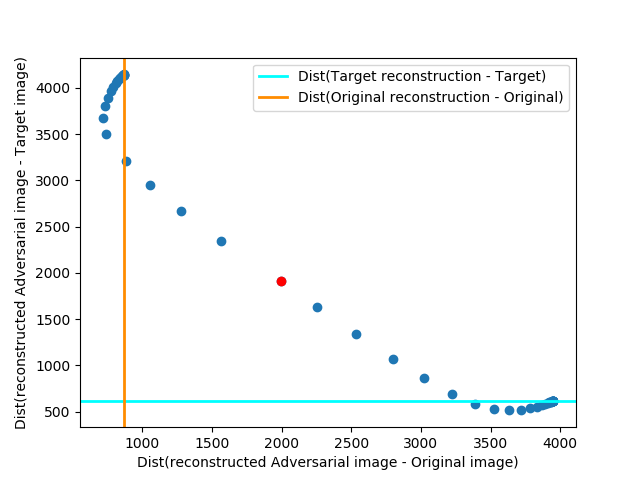 Dist(Target reconstruction - Target)
Dist(Original reconstruction - Original)
Dist(reconstructed Adversarial image - Target image)
4000
3500
3000
2500
2000
1500
1000
500
1000 1500 2000 2500 3000 3500 4000
Dist(reconstructed Adversarial image - Original image)